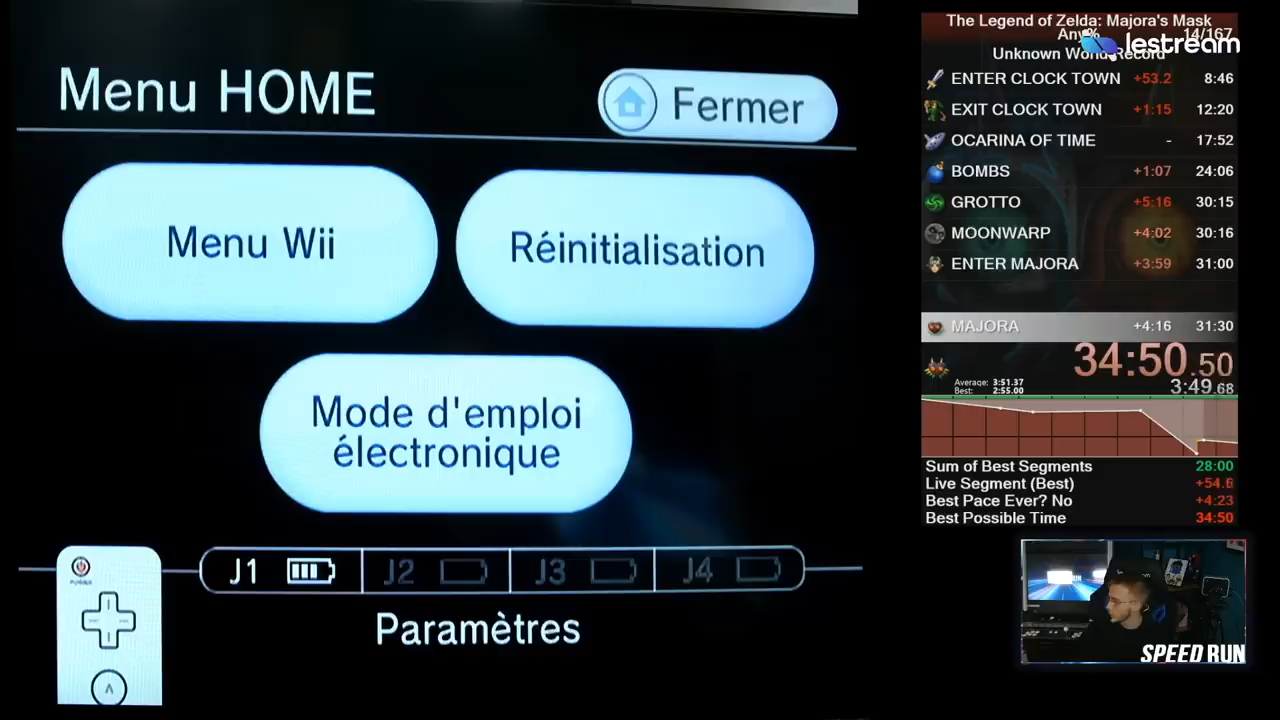 Menu HOME
Fermer
Menu Wii
Réinitialisation
Mode d'emploi
électronique
J1
J2
J3
J4
Paramètres
The Legend of Zelda: Majora's Mask
Any%
14/167
lestream
Unknown World Record
ENTER CLOCK TOWN +53.2 8:46
EXIT CLOCK TOWN +1:15 12:20
OCARINA OF TIME - 17:52
BOMBS +1:07 24:06
GROTTO +5:16 30:15
MOONWARP +4:02 30:16
ENTER MAJORA +3:59 31:00
MAJORA +4:16 31:30
34:50.50
Average: 3:51.37
Best: 2:55.00
3:49.68
Sum of Best Segments 28:00
Live Segment (Best) +54.6
Best Pace Ever? No +4:23
Best Possible Time 34:50
SPEED RUN